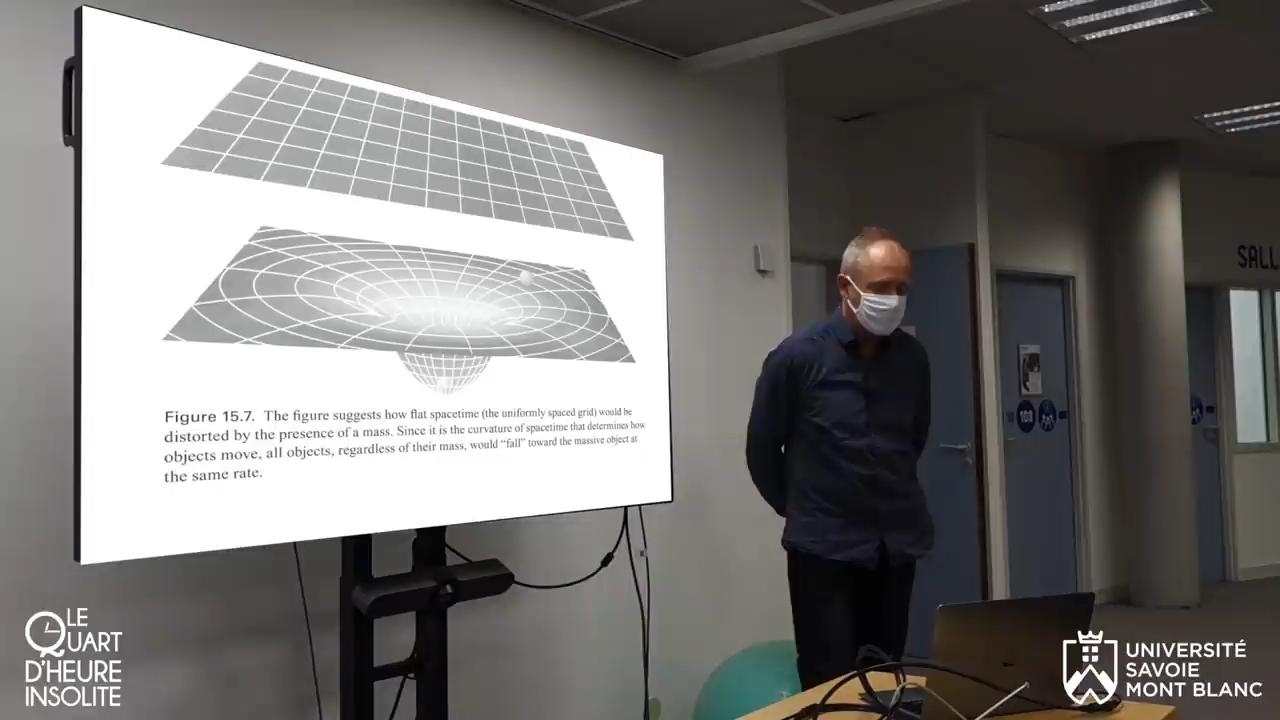 Figure 15.7. The figure suggests how flat spacetime (the uniformly spaced grid) would be
distorted by the presence of a mass. Since it is the curvature of spacetime that determines how
objects move, all objects, regardless of their mass, would “fall” toward the massive object at
the same rate.
SALL
108
LE
QUART
D'HEURE
INSOLITE
UNIVERSITÉ
SAVOIE
MONT BLANC